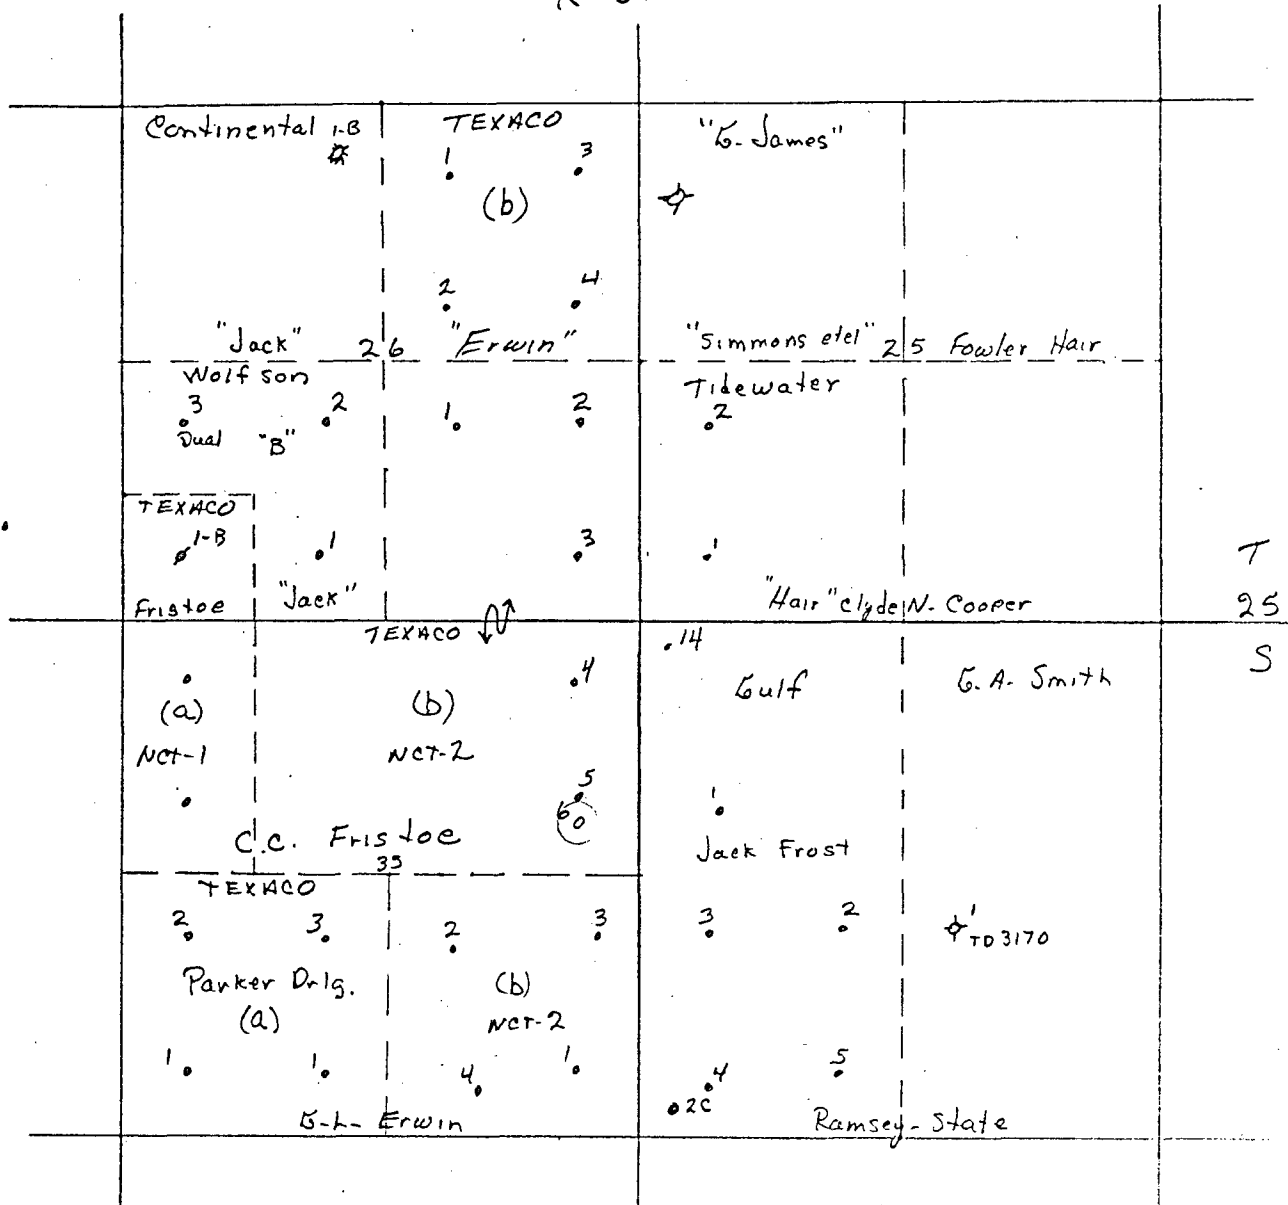 Continental 1-B
TEXACO
1
3
(b)
2
4
"Jack"
26
"Erwin"
"G. James"
"Simmons etel"
25
Fowler Hair
Wolfson
3
Dual "B"
2
1
2
TEXACO
1-B
1
3
Fristoe
"Jack"
Tidewater
2
1
"Hair" Clyde N. Cooper
T
25
S
TEXACO
(a)
NCT-1
(b)
NCT-2
4
5
6
C.C. Fristoe
35
.14
Gulf
G. A. Smith
1
Jack Frost
TEXACO
2
3
2
3
Parker Drlg.
(a)
(b)
NCT-2
1
1
4
1
G-L- Erwin
3
2
1
TD 3170
4
5
2C
Ramsey-State